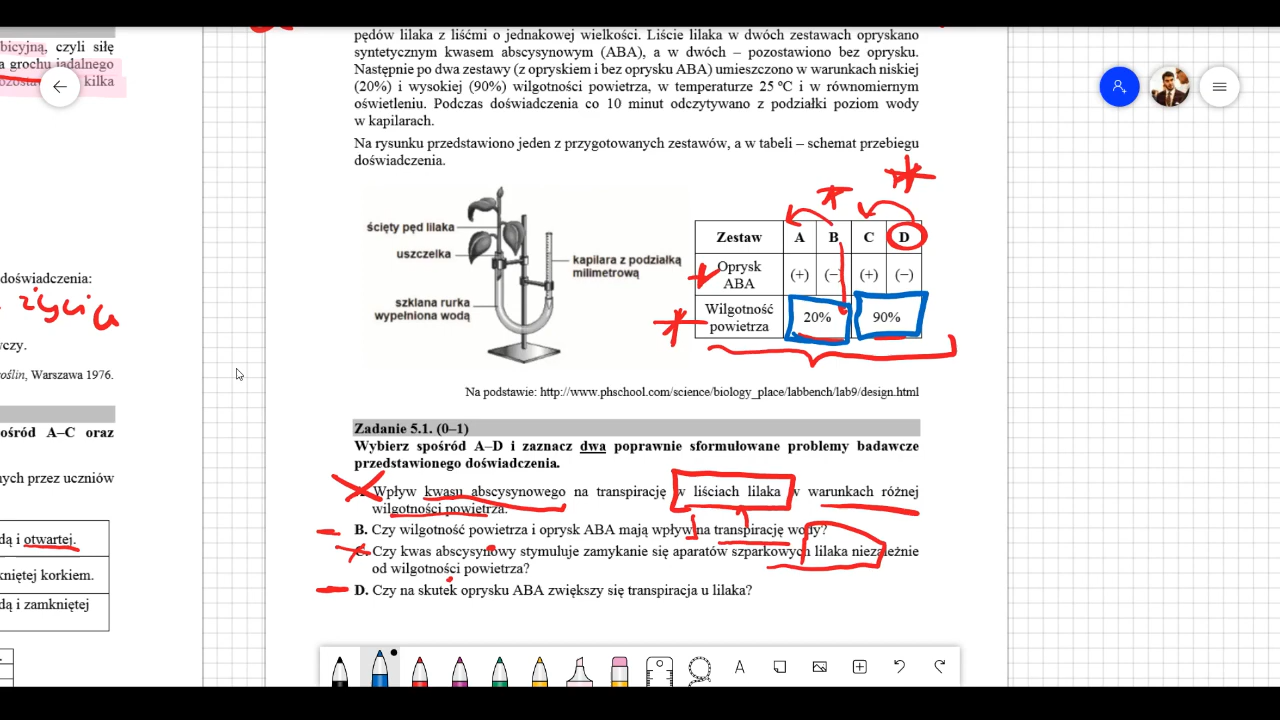 bicyjną, czyli siłę
a grochu jadalnego
kilka
doświadczenia:
życia
wczy.
oślin, Warszawa 1976.
ośród A–C oraz
nych przez uczniów
dą i otwartej.
kniętej korkiem.
dą i zamkniętej
pędów lilaka z liśćmi o jednakowej wielkości. Liście lilaka w dwóch zestawach opryskano
syntetycznym kwasem abscysynowym (ABA), a w dwóch – pozostawiono bez oprysku.
Następnie po dwa zestawy (z opryskiem i bez oprysku ABA) umieszczono w warunkach niskiej
(20%) i wysokiej (90%) wilgotności powietrza, w temperaturze 25 ºC i w równomiernym
oświetleniu. Podczas doświadczenia co 10 minut odczytywano z podziałki poziom wody
w kapilarach.
Na rysunku przedstawiono jeden z przygotowanych zestawów, a w tabeli – schemat przebiegu
doświadczenia.
ścięty pęd lilaka
uszczelka
szklana rurka
wypełniona wodą
kapilara z podziałką
milimetrową
Zestaw A B C D
Oprysk ABA (+) (–) (+) (–)
Wilgotność powietrza 20% 90%
Na podstawie: http://www.phschool.com/science/biology_place/labbench/lab9/design.html
Zadanie 5.1. (0–1)
Wybierz spośród A–D i zaznacz dwa poprawnie sformułowane problemy badawcze
przedstawionego doświadczenia.
Wpływ kwasu abscysynowego na transpirację w liściach lilaka w warunkach różnej
wilgotności powietrza.
B. Czy wilgotność powietrza i oprysk ABA mają wpływ na transpirację wody?
C. Czy kwas abscysynowy stymuluje zamykanie się aparatów szparkowych lilaka niezależnie
od wilgotności powietrza?
D. Czy na skutek oprysku ABA zwiększy się transpiracja u lilaka?
A